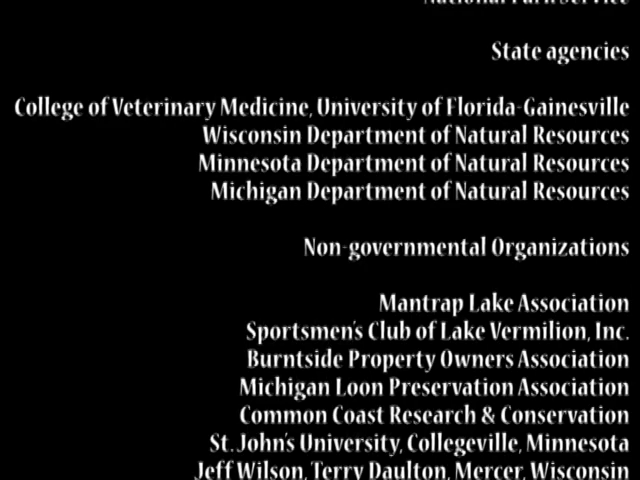 National Park Service
State agencies
College of Veterinary Medicine, University of Florida-Gainesville
Wisconsin Department of Natural Resources
Minnesota Department of Natural Resources
Michigan Department of Natural Resources
Non-governmental Organizations
Mantrap Lake Association
Sportsmen's Club of Lake Vermilion, Inc.
Burntside Property Owners Association
Michigan Loon Preservation Association
Common Coast Research & Conservation
St. John's University, Collegeville, Minnesota
Jeff Wilson, Terry Daulton, Mercer, Wisconsin